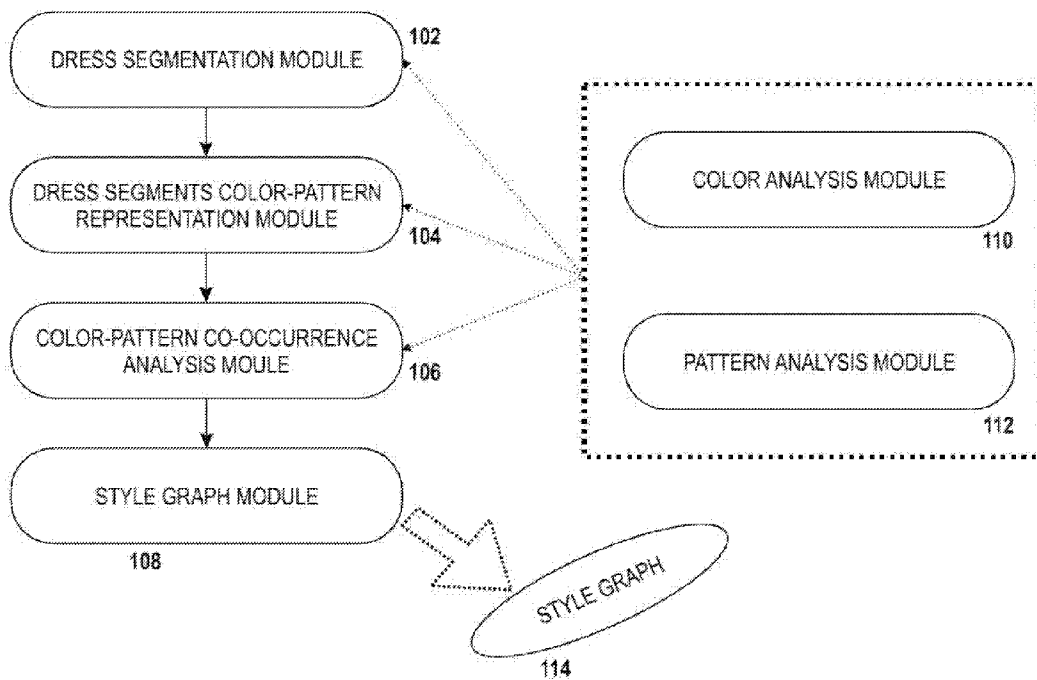 DRESS SEGMENTATION MODULE
102
DRESS SEGMENTS COLOR-PATTERN
REPRESENTATION MODULE
104
COLOR-PATTERN CO-OCCURRENCE
ANALYSIS MOULE
106
STYLE GRAPH MODULE
108
COLOR ANALYSIS MODULE
110
PATTERN ANALYSIS MODULE
112
STYLE GRAPH
114